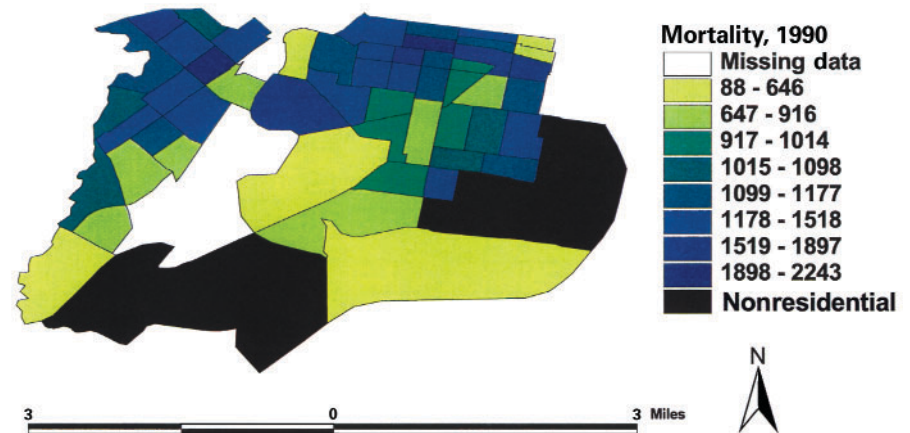 Mortality, 1990
Missing data
88 - 646
647 - 916
917 - 1014
1015 - 1098
1099 - 1177
1178 - 1518
1519 - 1897
1898 - 2243
Nonresidential
N
3 0 3 Miles